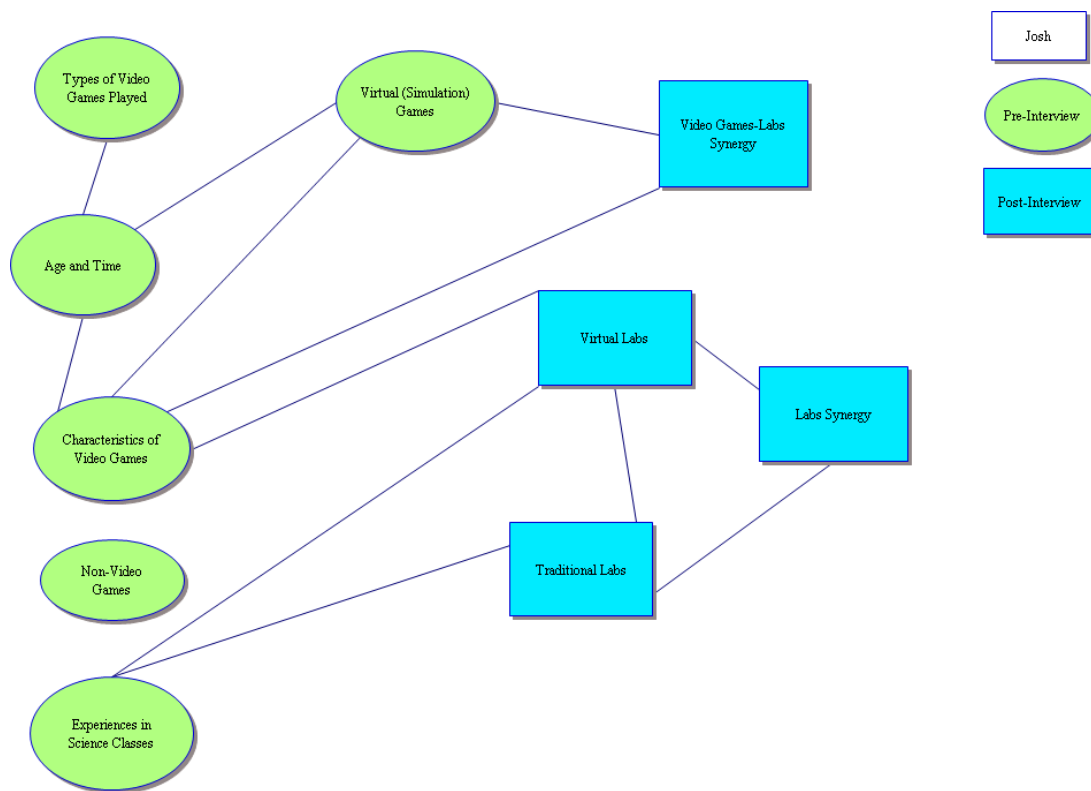 Types of Video
Games Played
Virtual (Simulation)
Games
Video Games-Labs
Synergy
Josh
Pre-Interview
Post-Interview
Age and Time
Virtual Labs
Labs Synergy
Characteristics of
Video Games
Non-Video
Games
Traditional Labs
Experiences in
Science Classes